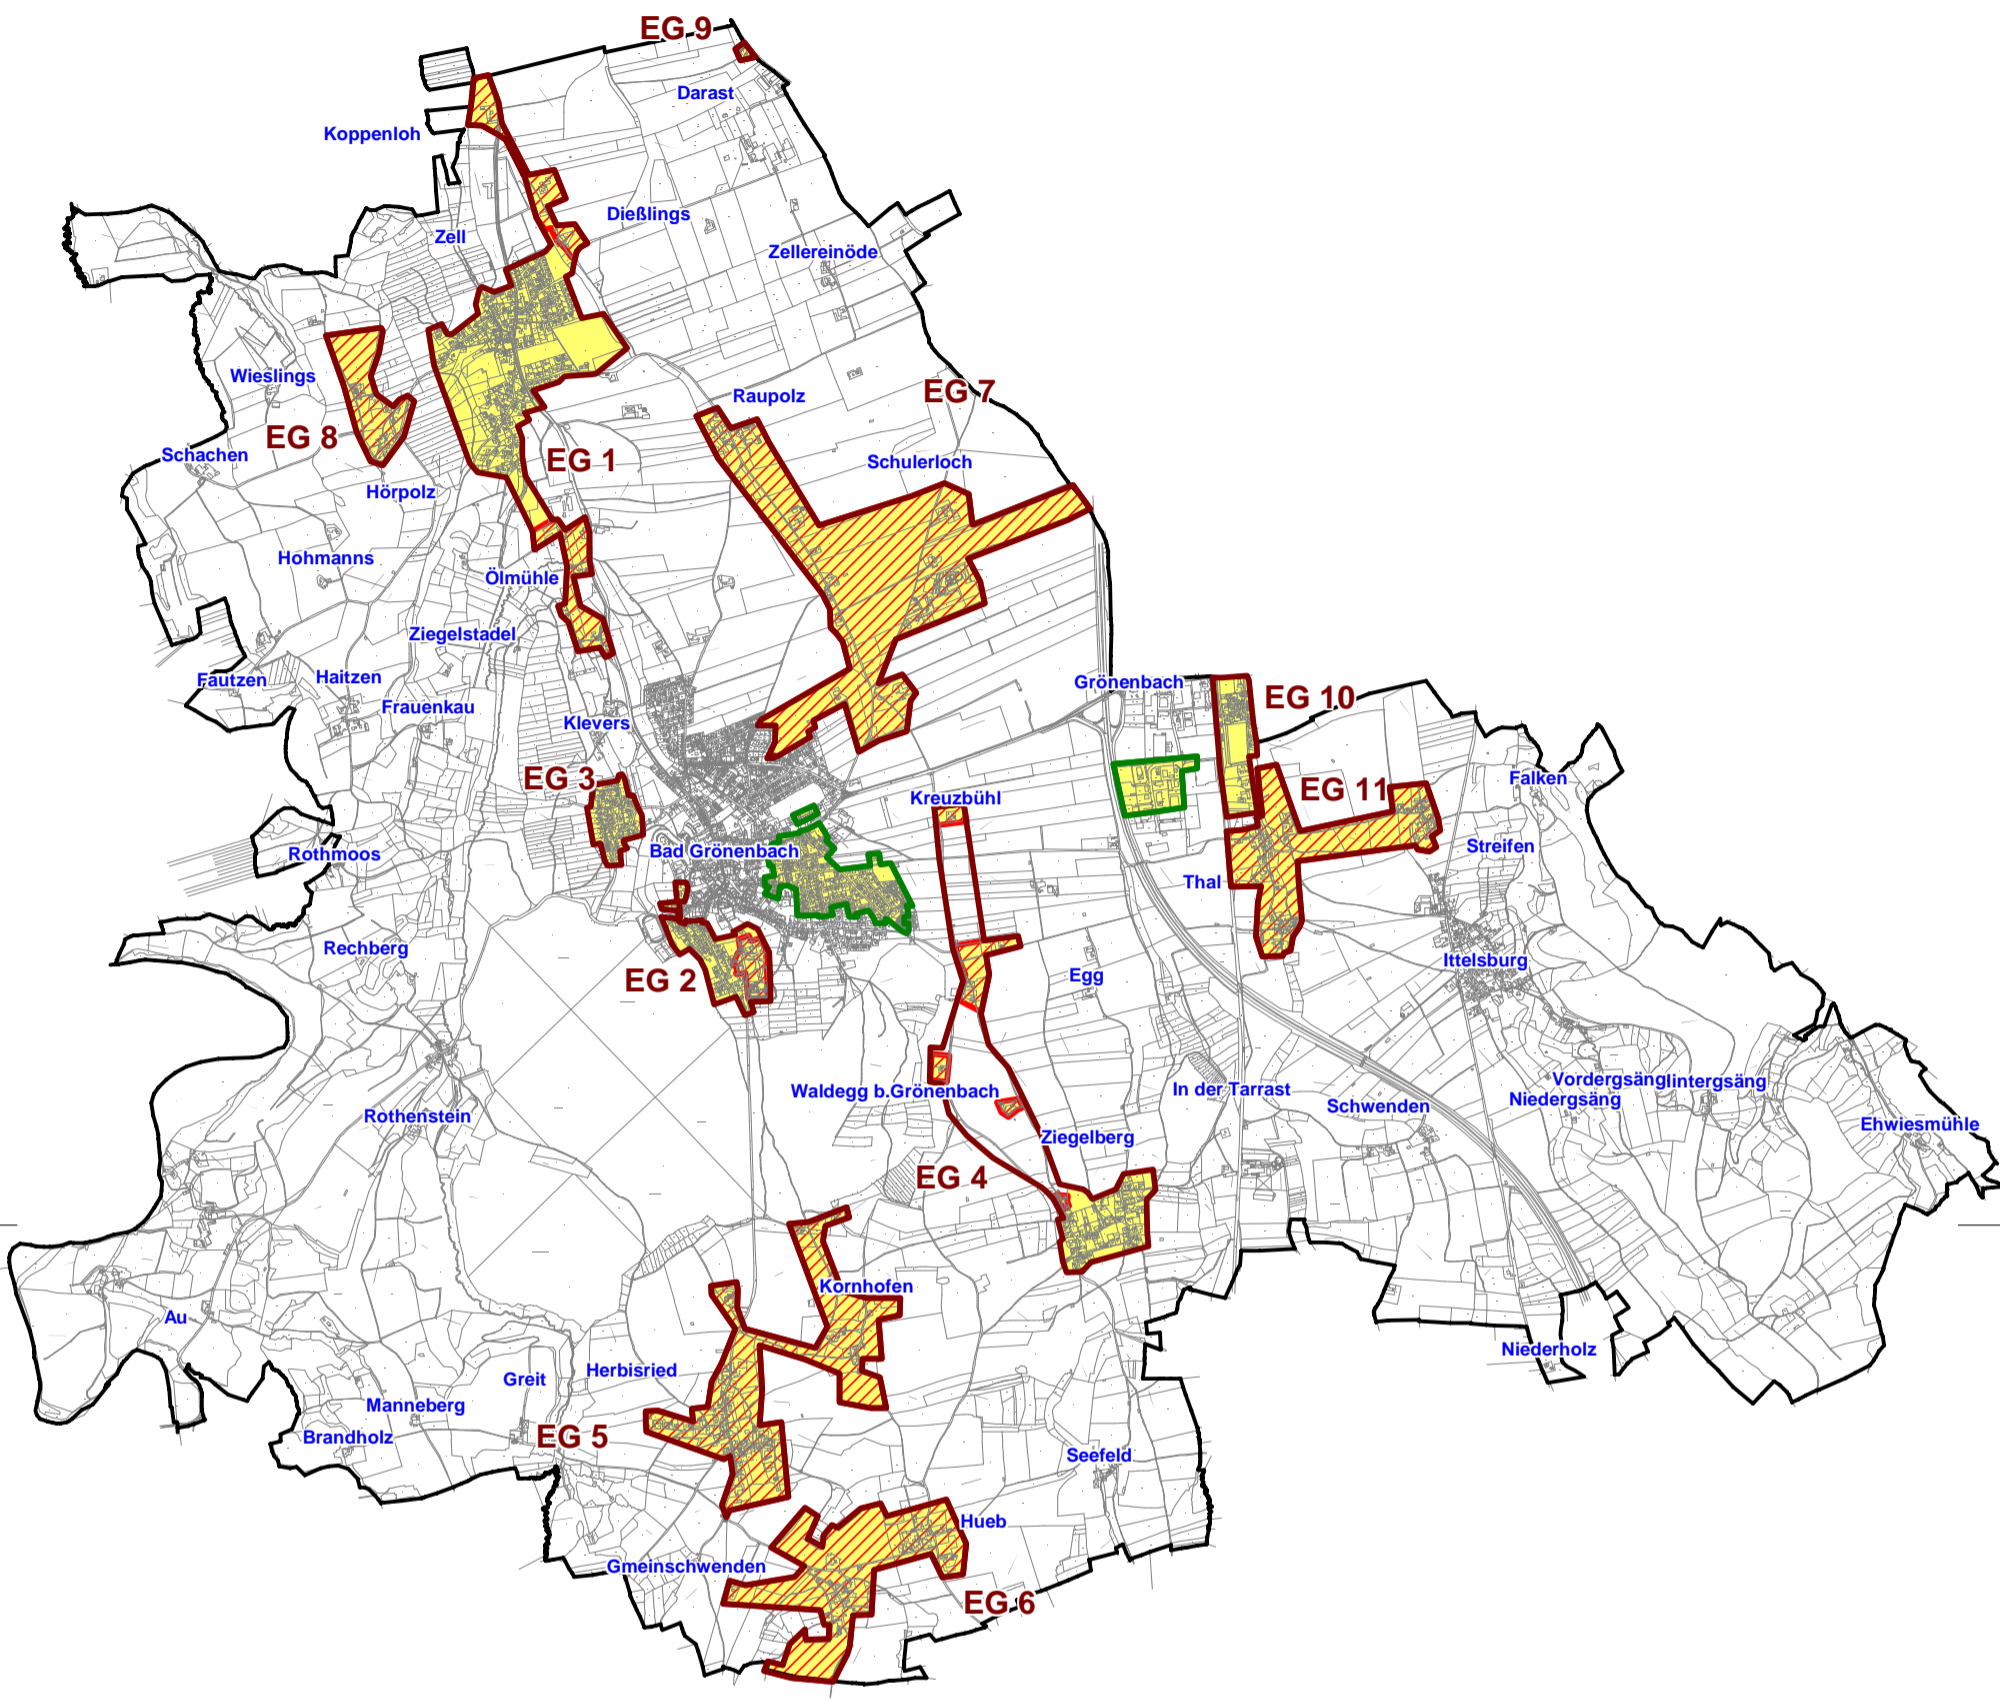 EG 9
Darast
Koppenloh
Dießlings
Zell
Zellereinöde
Wieslings
EG 7
Raupolz
EG 8
Schachen
EG 1
Schulerloch
Hörpolz
Hohmanns
Ölmühle
Ziegelstadel
Fautzen
Haitzen
Grönenbach
EG 10
Frauenkau
Klevers
EG 3
Falken
EG 11
Kreuzbühl
Rothmoos
Bad Grönenbach
Streifen
Thal
Rechberg
Ittelsburg
EG 2
Egg
Vordergsäng
lintergsäng
Waldegg b.Grönenbach
In der Tarrast
Niedergsäng
Schwenden
Rothenstein
Ehwiesmühle
Ziegelberg
EG 4
Kornhofen
Au
Niederholz
Herbisried
Greit
Manneberg
Brandholz
EG 5
Seefeld
Hueb
Gmeinschwenden
EG 6